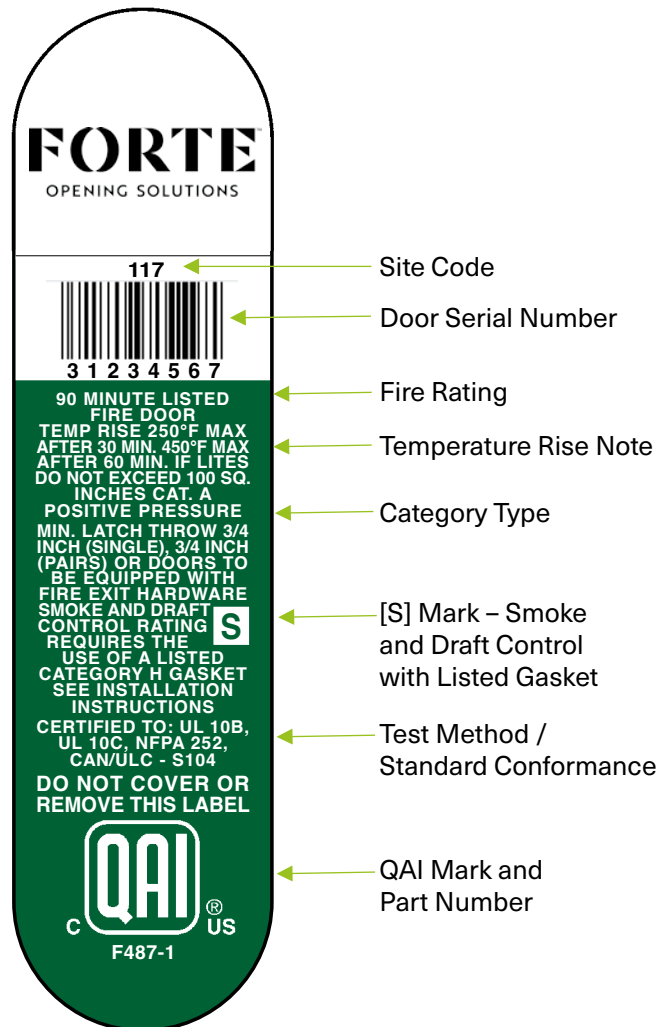 FORTE™
OPENING SOLUTIONS
117
3 1 2 3 4 5 6 7
90 MINUTE LISTED
FIRE DOOR
TEMP RISE 250°F MAX
AFTER 30 MIN. 450°F MAX
AFTER 60 MIN. IF LITES
DO NOT EXCEED 100 SQ.
INCHES CAT. A
POSITIVE PRESSURE
MIN. LATCH THROW 3/4
INCH (SINGLE), 3/4 INCH
(PAIRS) OR DOORS TO
BE EQUIPPED WITH
FIRE EXIT HARDWARE
SMOKE AND DRAFT
CONTROL RATING S
REQUIRES THE
USE OF A LISTED
CATEGORY H GASKET
SEE INSTALLATION
INSTRUCTIONS
CERTIFIED TO: UL 10B,
UL 10C, NFPA 252,
CAN/ULC - S104
DO NOT COVER OR
REMOVE THIS LABEL
QAI ®
C US
F487-1
Site Code
Door Serial Number
Fire Rating
Temperature Rise Note
Category Type
[S] Mark – Smoke
and Draft Control
with Listed Gasket
Test Method /
Standard Conformance
QAI Mark and
Part Number